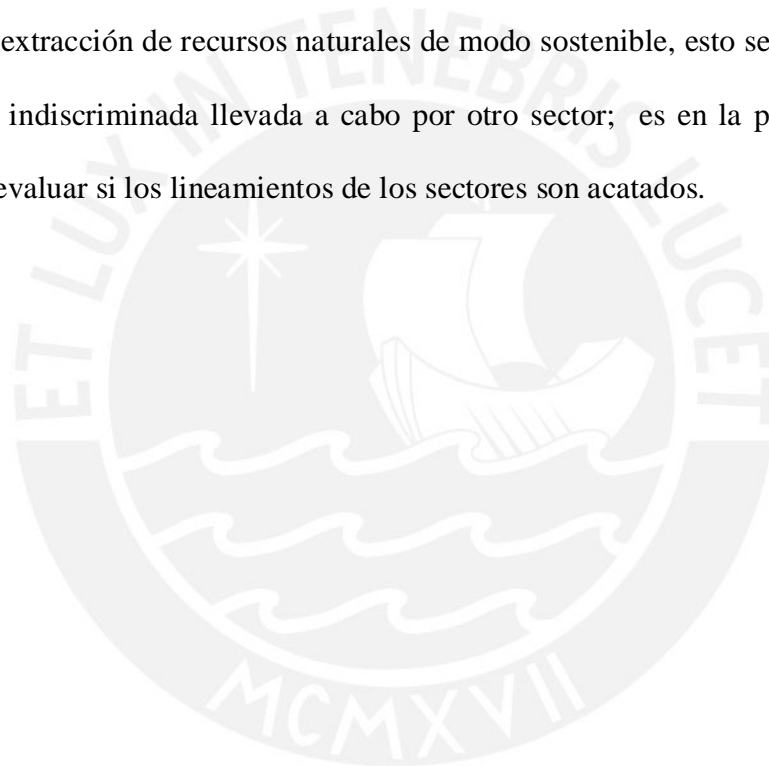 extracción de recursos naturales de modo sostenible, esto se
indiscriminada llevada a cabo por otro sector; es en la p
evaluar si los lineamientos de los sectores son acatados.
ET LUX IN TENEBRIS LUCET
MCMXVII